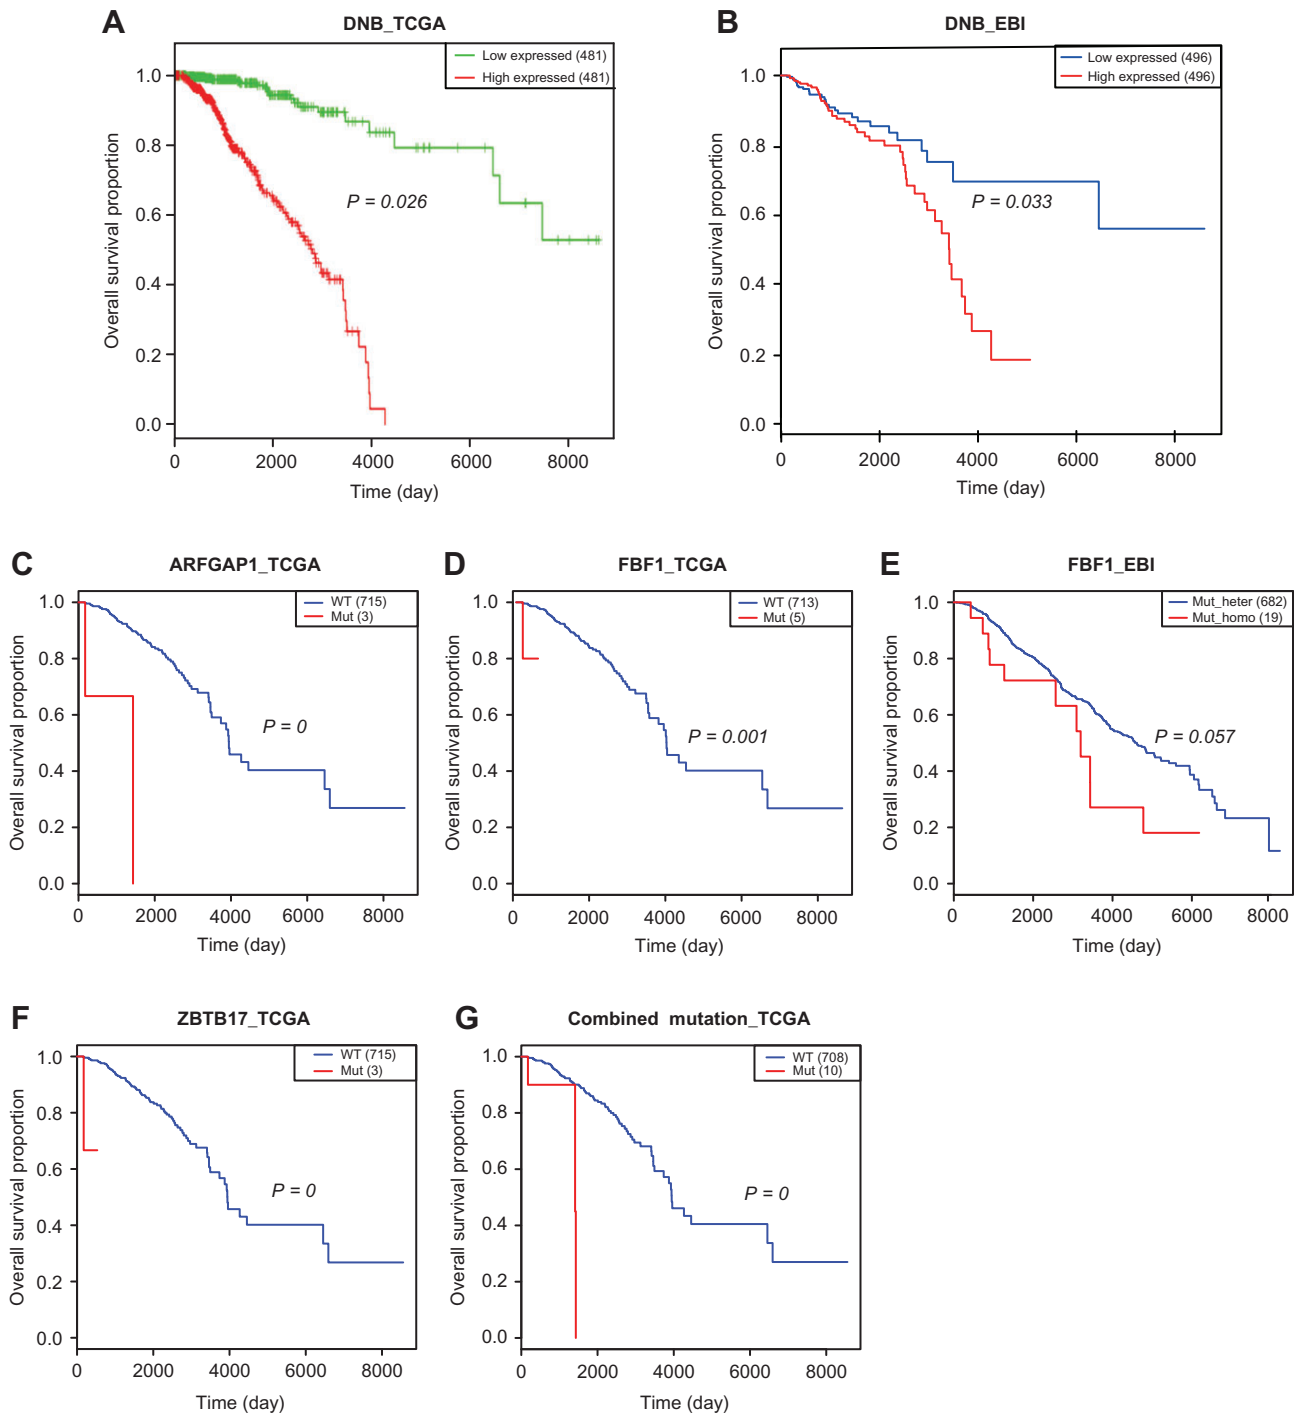 A
DNB_TCGA
Low expressed (481)
High expressed (481)
1.0
0.8
0.6
0.4
0.2
0.0
Overall survival proportion
P = 0.026
0 2000 4000 6000 8000
Time (day)
B
DNB_EBI
Low expressed (496)
High expressed (496)
1.0
0.8
0.6
0.4
0.2
0.0
Overall survival proportion
P = 0.033
0 2000 4000 6000 8000
Time (day)
C
ARFGAP1_TCGA
WT (715)
Mut (3)
1.0
0.8
0.6
0.4
0.2
0.0
Overall survival proportion
P = 0
0 2000 4000 6000 8000
Time (day)
D
FBF1_TCGA
WT (713)
Mut (5)
1.0
0.8
0.6
0.4
0.2
0.0
Overall survival proportion
P = 0.001
0 2000 4000 6000 8000
Time (day)
E
FBF1_EBI
Mut_heter (682)
Mut_homo (19)
1.0
0.8
0.6
0.4
0.2
0.0
Overall survival proportion
P = 0.057
0 2000 4000 6000 8000
Time (day)
F
ZBTB17_TCGA
WT (715)
Mut (3)
1.0
0.8
0.6
0.4
0.2
0.0
Overall survival proportion
P = 0
0 2000 4000 6000 8000
Time (day)
G
Combined mutation_TCGA
WT (708)
Mut (10)
1.0
0.8
0.6
0.4
0.2
0.0
Overall survival proportion
P = 0
0 2000 4000 6000 8000
Time (day)